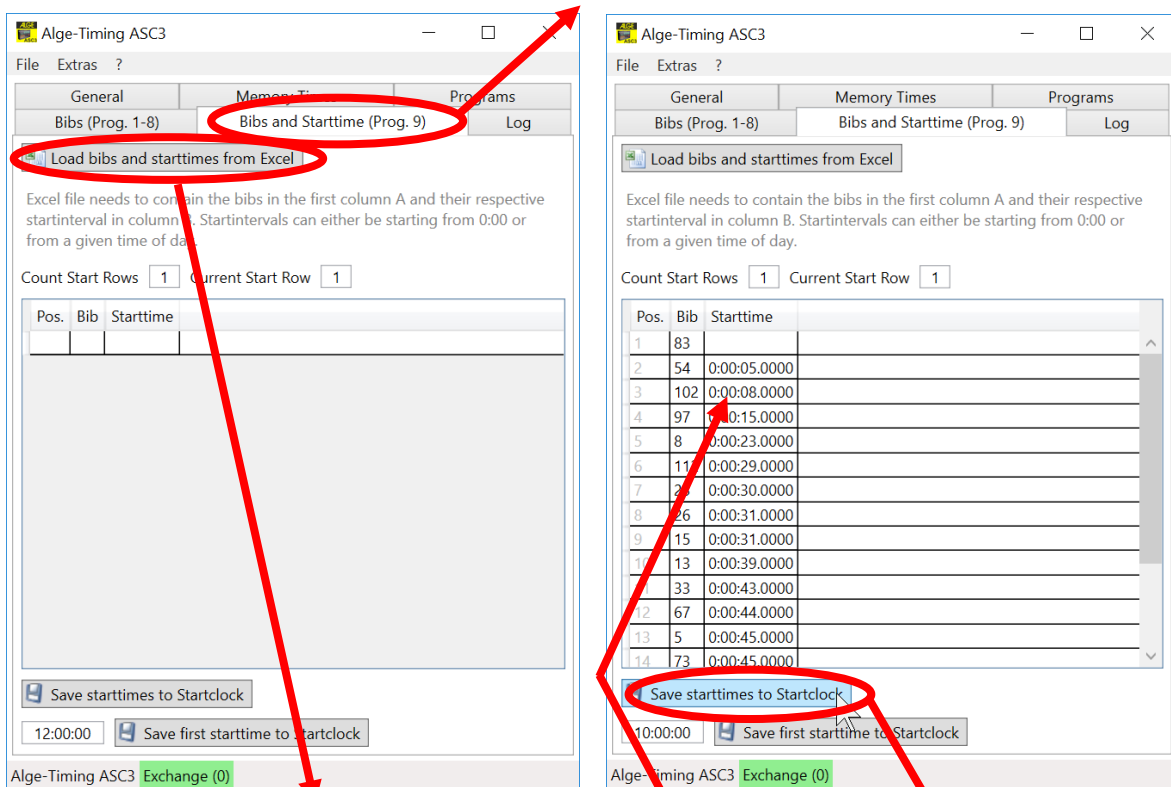 Alge-Timing ASC3
File Extras ?
General Memory Times Programs
Bibs (Prog. 1-8) Bibs and Starttime (Prog. 9) Log
Load bibs and starttimes from Excel
Excel file needs to contain the bibs in the first column A and their respective
startinterval in column B. Startintervals can either be starting from 0:00 or
from a given time of day.
Count Start Rows 1 Current Start Row 1
Pos. Bib Starttime
Save starttimes to Startclock
12:00:00 Save first starttime to Startclock
Alge-Timing ASC3 Exchange (0)
Alge-Timing ASC3
File Extras ?
General Memory Times Programs
Bibs (Prog. 1-8) Bibs and Starttime (Prog. 9) Log
Load bibs and starttimes from Excel
Excel file needs to contain the bibs in the first column A and their respective
startinterval in column B. Startintervals can either be starting from 0:00 or
from a given time of day.
Count Start Rows 1 Current Start Row 1
Pos. Bib Starttime
1 83
2 54 0:00:05.0000
3 102 0:00:08.0000
4 97 0:00:15.0000
5 8 0:00:23.0000
6 0:00:29.0000
7 0:00:30.0000
8 26 0:00:31.0000
9 15 0:00:31.0000
10 13 0:00:39.0000
11 33 0:00:43.0000
12 67 0:00:44.0000
13 5 0:00:45.0000
14 73 0:00:45.0000
Save starttimes to Startclock
10:00:00 Save first starttime to Startclock
Alge-Timing ASC3 Exchange (0)